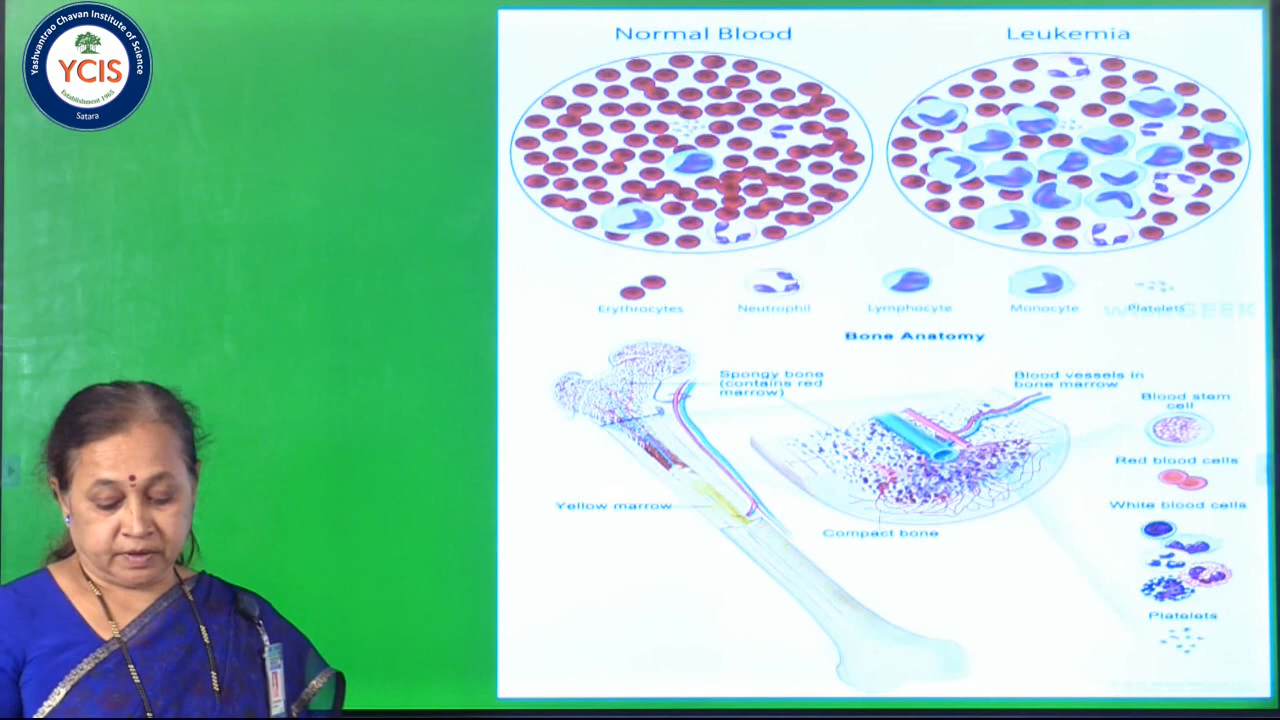 Yashvantrao Chavan Institute of Science
YCIS
Establishment 1965
Satara
Normal Blood
Leukemia
Erythrocytes
Neutrophil
Lymphocyte
Monocyte
Platelets
Bone Anatomy
Spongy bone
(contains red
marrow)
Blood vessels in
bone marrow
Blood stem
cell
Red blood cells
White blood cells
Yellow marrow
Compact bone
Platelets